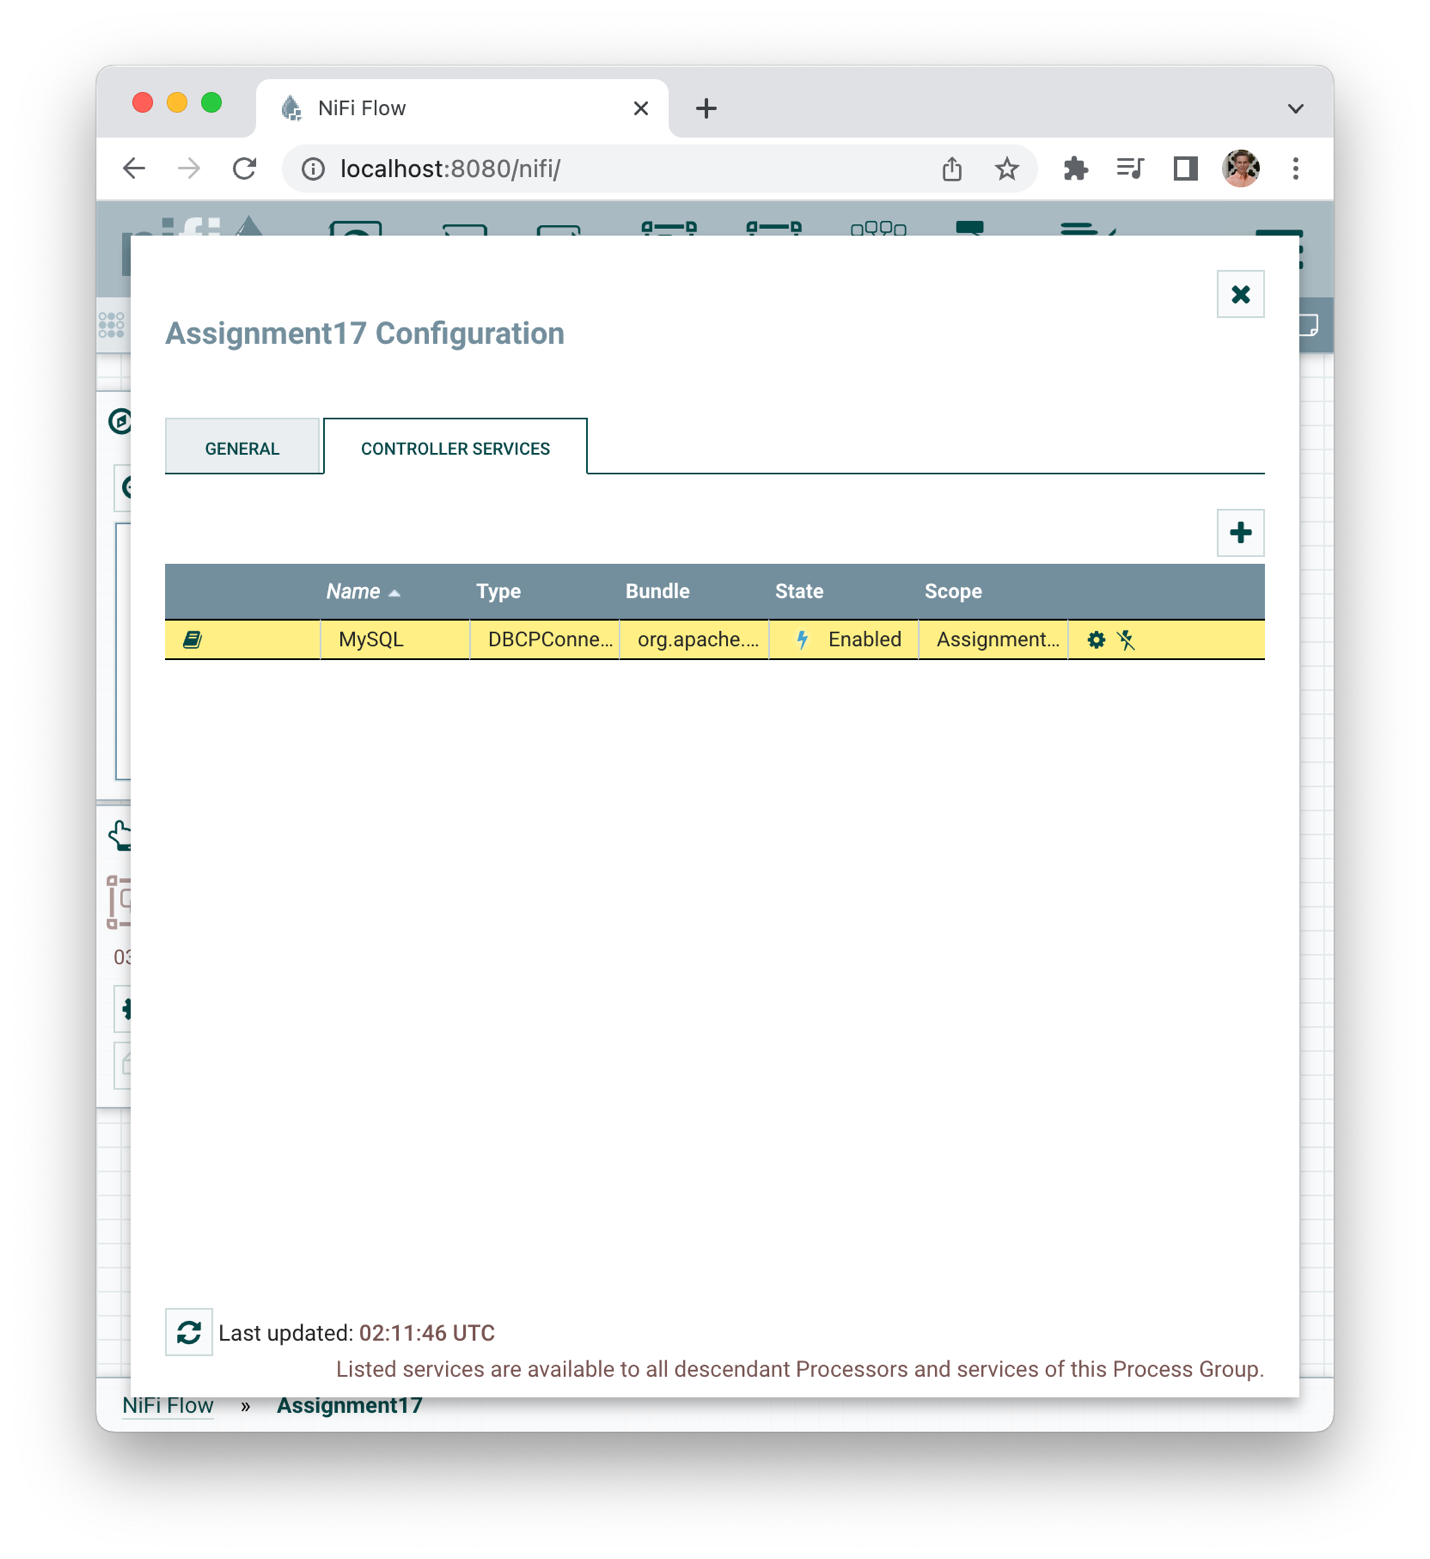 NiFi Flow
localhost:8080/nifi/
nifi
Assignment17 Configuration
GENERAL CONTROLLER SERVICES
Name Type Bundle State Scope
MySQL DBCPConne... org.apache.... Enabled Assignment...
Last updated: 02:11:46 UTC
Listed services are available to all descendant Processors and services of this Process Group.
NiFi Flow » Assignment17